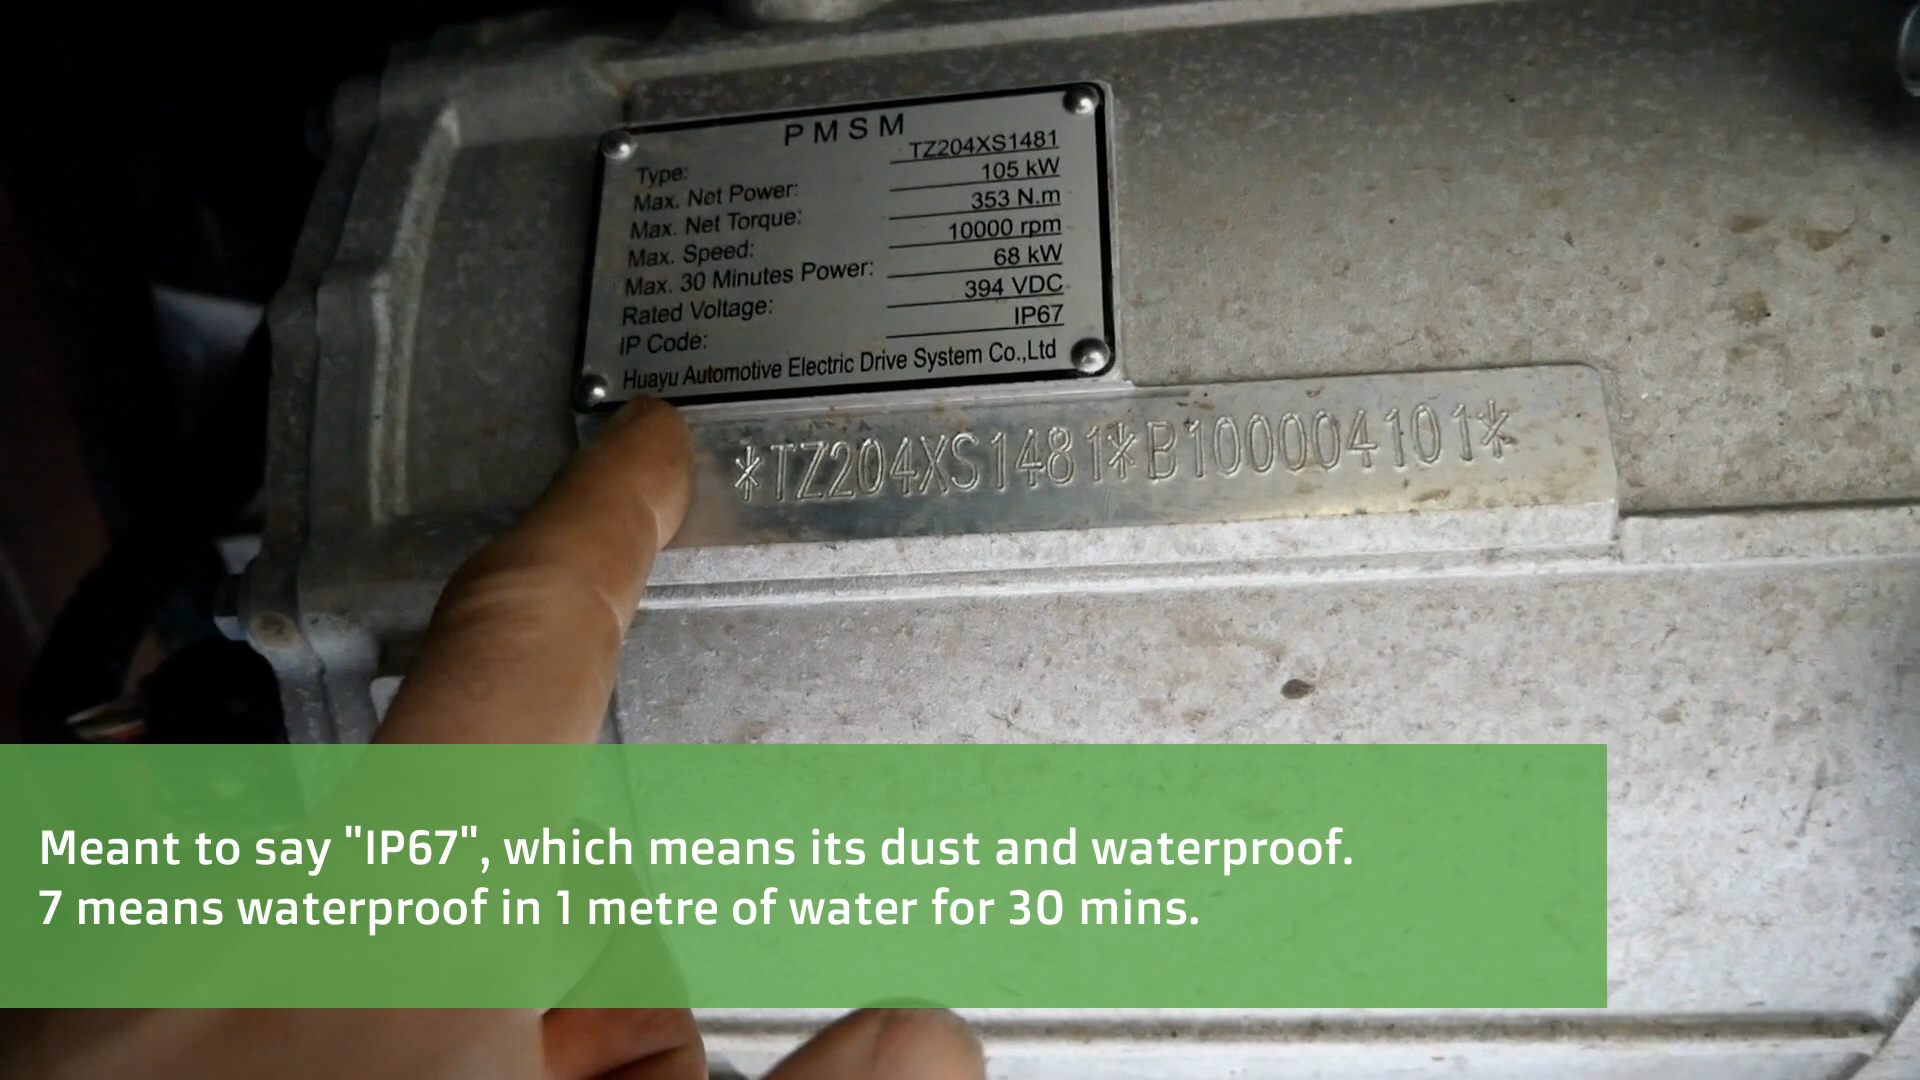 PMSM
Type: TZ204XS1481
Max. Net Power: 105 kW
Max. Net Torque: 353 N.m
Max. Speed: 10000 rpm
Max. 30 Minutes Power: 68 kW
Rated Voltage: 394 VDC
IP Code: IP67
Huayu Automotive Electric Drive System Co.,Ltd
*TZ204XS1481*B100004101*
Meant to say "IP67", which means its dust and waterproof.
7 means waterproof in 1 metre of water for 30 mins.